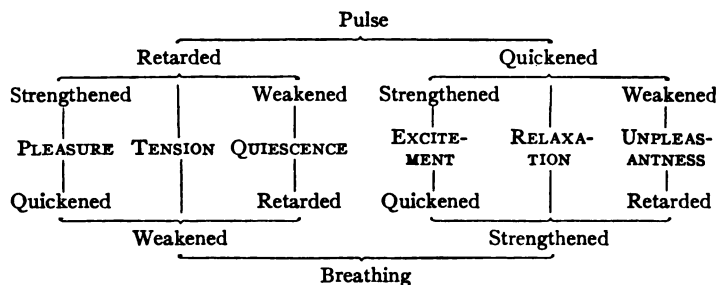 Pulse
Retarded Quickened
Strengthened Weakened Strengthened Weakened
PLEASURE TENSION QUIESCENCE EXCITE- RELAXA- UNPLEAS-
MENT TION ANTNESS
Quickened Retarded Quickened Retarded
Weakened Strengthened
Breathing